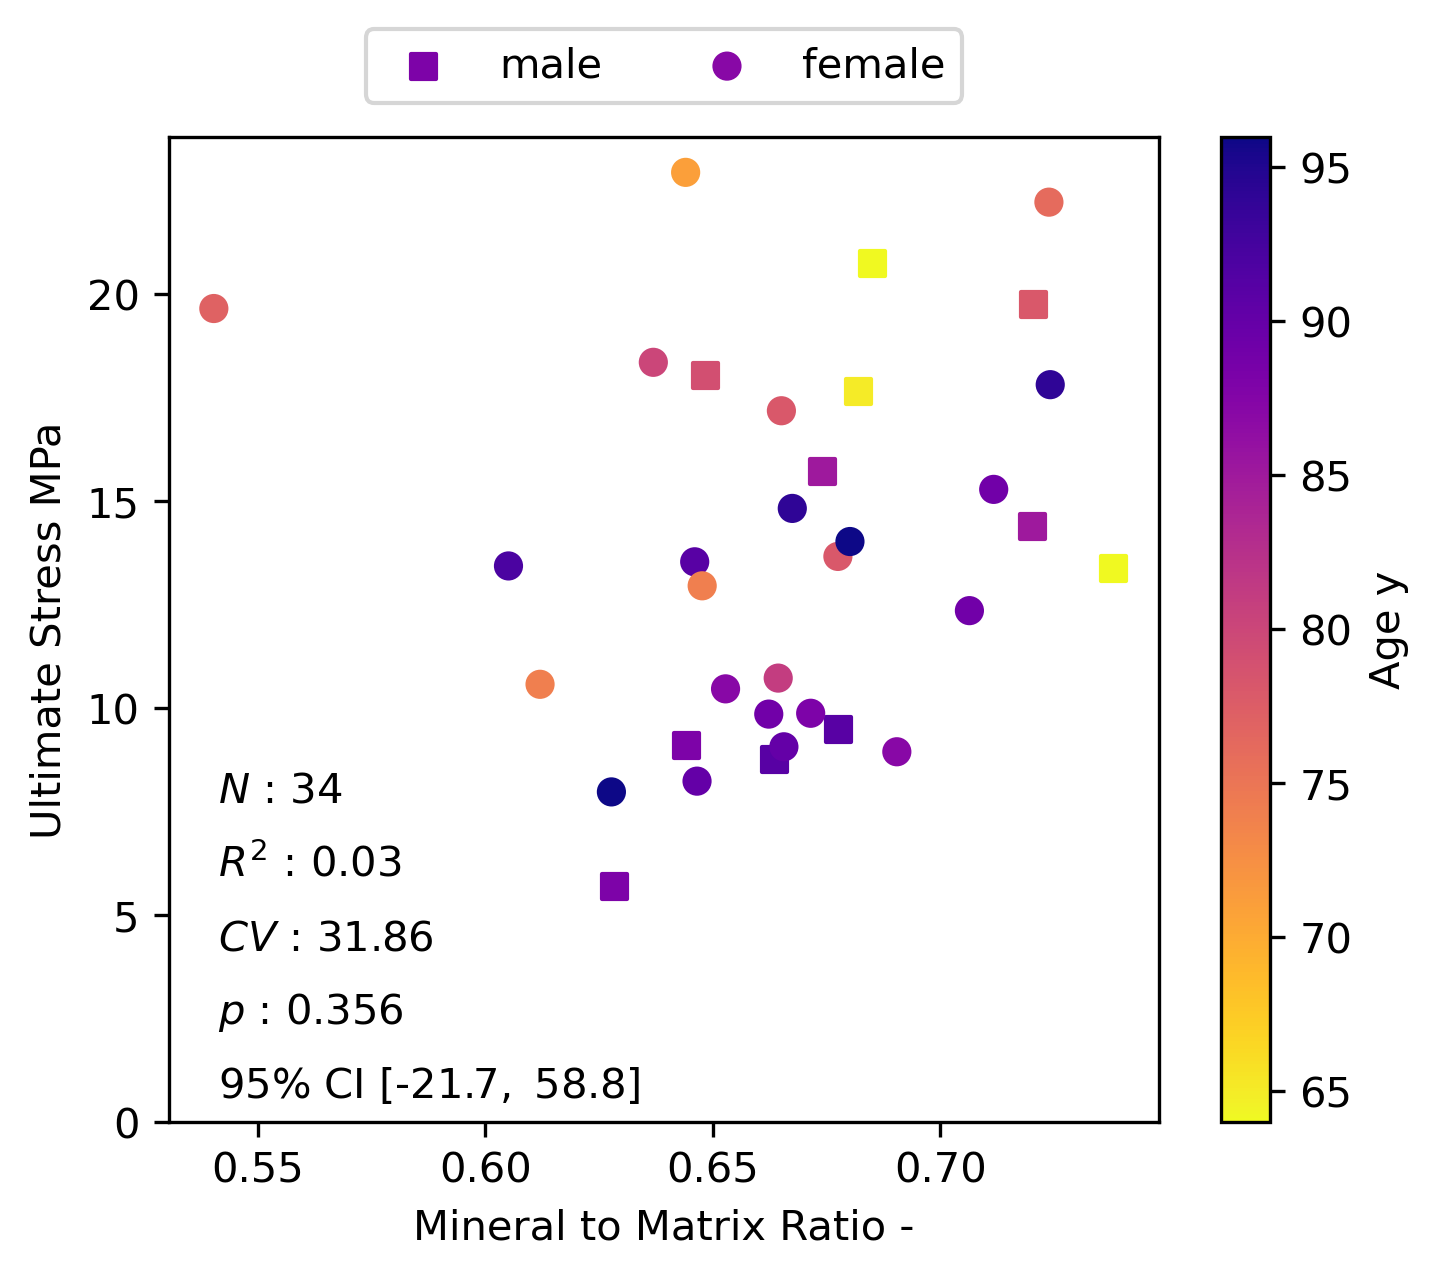 male female
20
15
10
5
0
Ultimate Stress MPa
N : 34
R² : 0.03
CV : 31.86
p : 0.356
95% CI [-21.7, 58.8]
0.55 0.60 0.65 0.70
Mineral to Matrix Ratio -
95
90
85
80
75
70
65
Age y